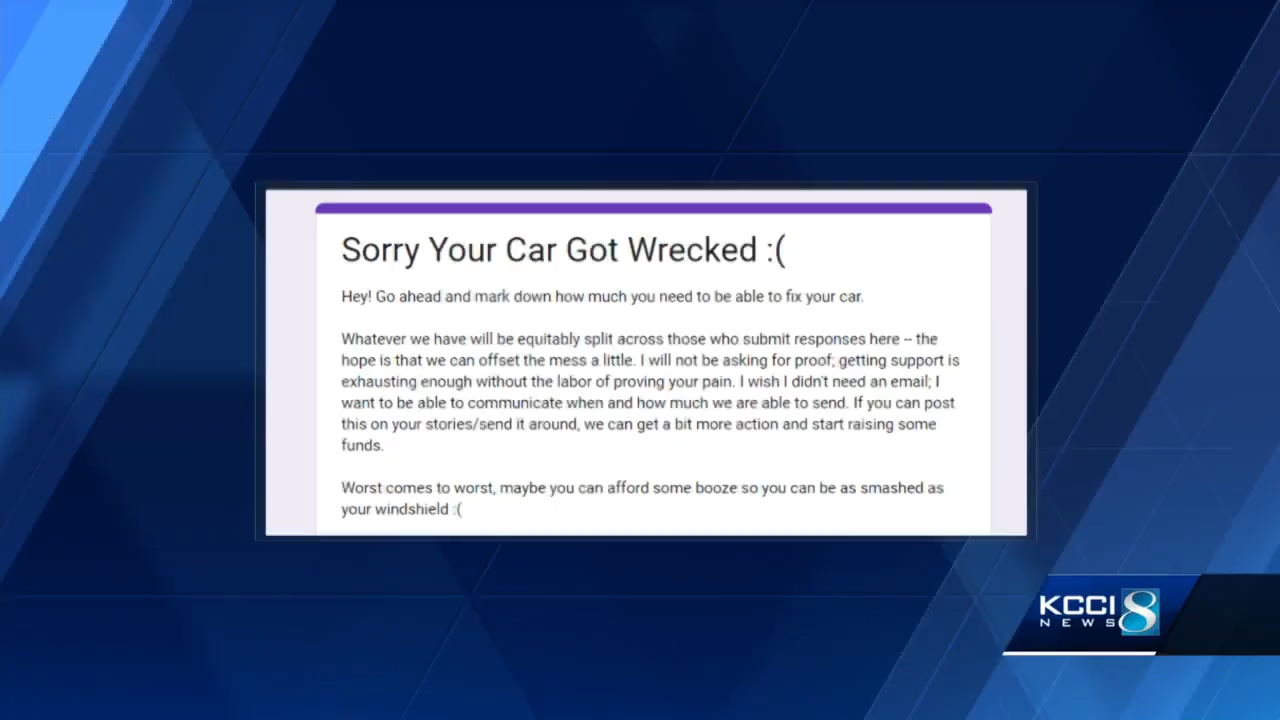 Sorry Your Car Got Wrecked :(
Hey! Go ahead and mark down how much you need to be able to fix your car.
Whatever we have will be equitably split across those who submit responses here -- the
hope is that we can offset the mess a little. I will not be asking for proof; getting support is
exhausting enough without the labor of proving your pain. I wish I didn't need an email; I
want to be able to communicate when and how much we are able to send. If you can post
this on your stories/send it around, we can get a bit more action and start raising some
funds.
Worst comes to worst, maybe you can afford some booze so you can be as smashed as
your windshield :(
KCCI 8
NEWS